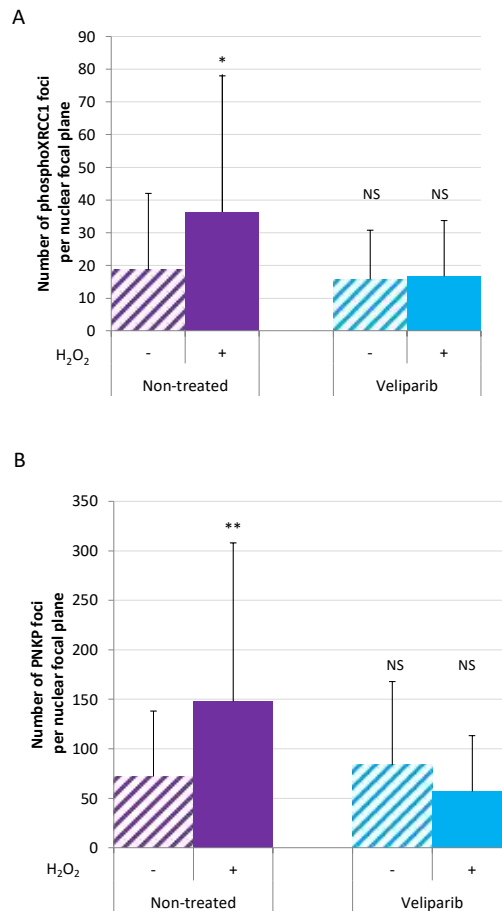 A
Number of phosphoXRCC1 foci
per nuclear focal plane
90
80
70
60
50
40
30
20
10
0
*
NS
NS
H₂O₂
-
+
-
+
Non-treated
Veliparib
B
Number of PNKP foci
per nuclear focal plane
350
300
250
200
150
100
50
0
**
NS
NS
H₂O₂
-
+
-
+
Non-treated
Veliparib